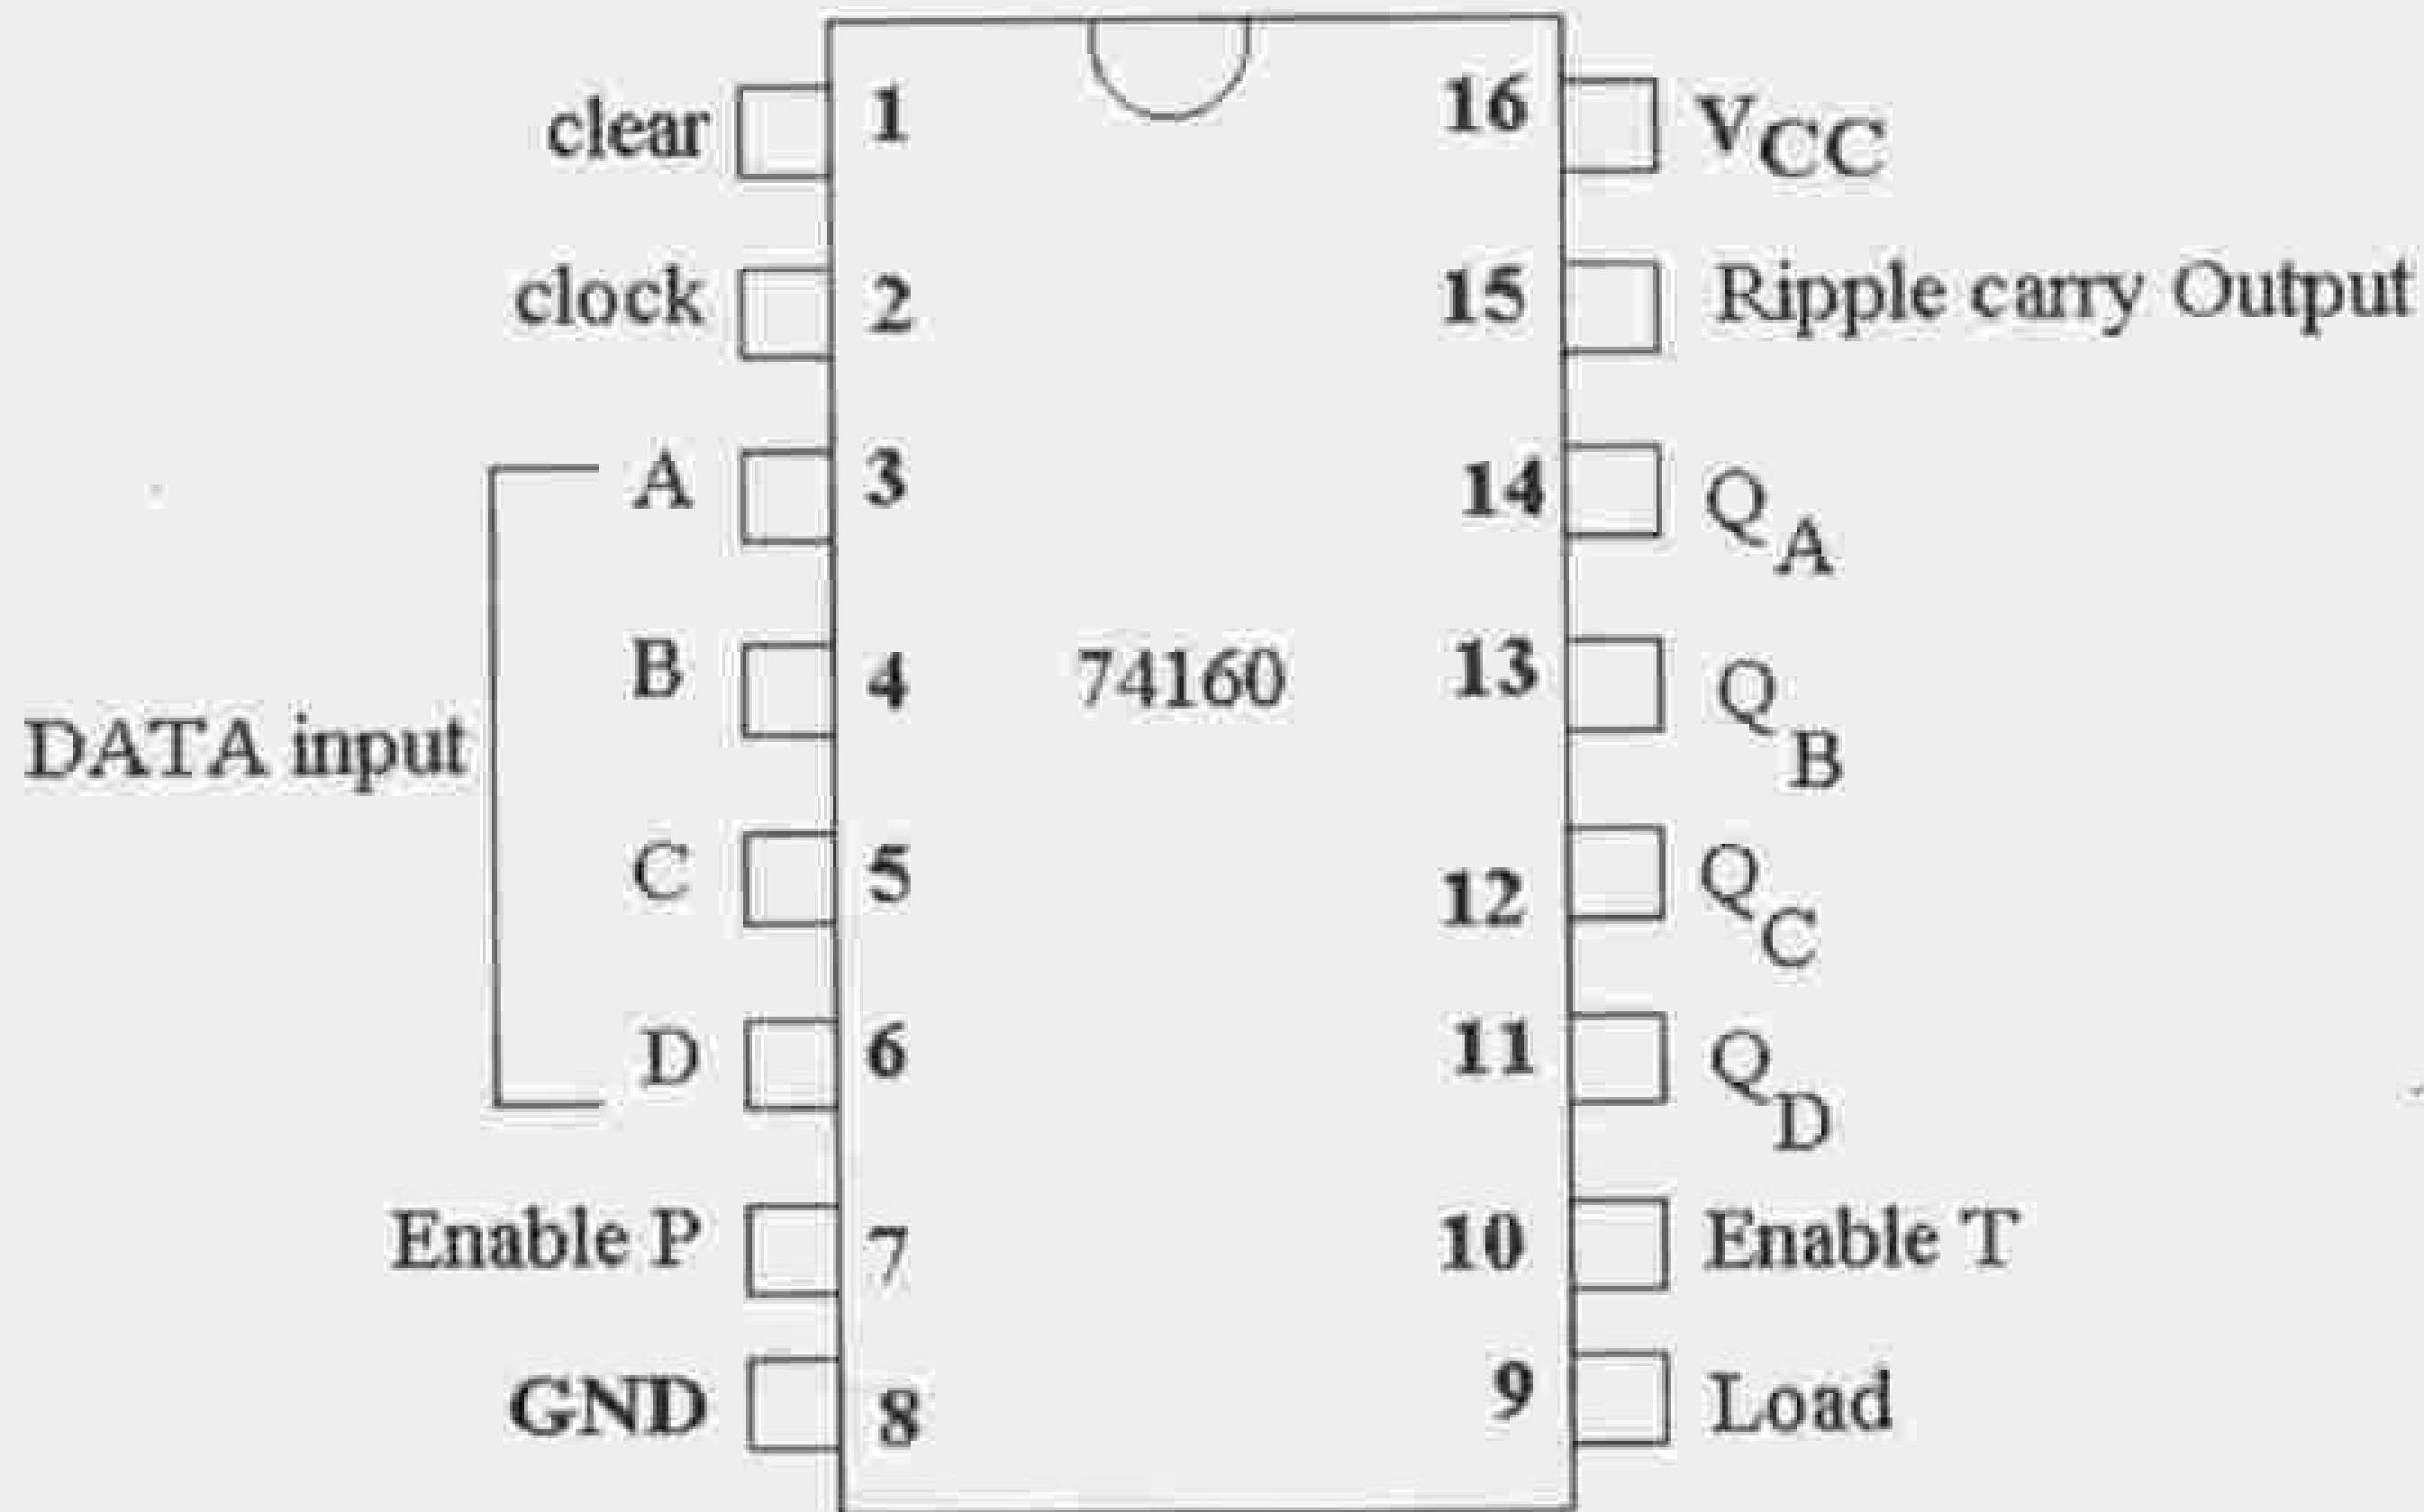 clear 1 16 VCC
clock 2 15 Ripple carry Output
A 3 14 QA
B 4 74160 13 QB
DATA input
C 5 12 QC
D 6 11 QD
Enable P 7 10 Enable T
GND 8 9 Load